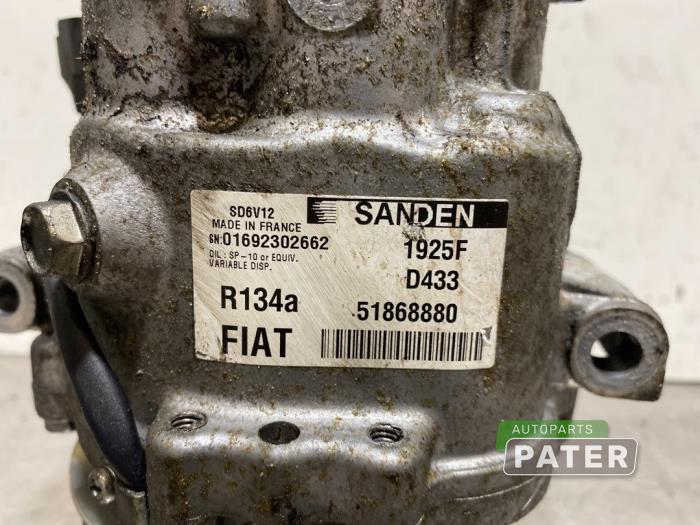 SD6V12
MADE IN FRANCE
SN:01692302662
OIL : SP-10 or EQUIV.
VARIABLE DISP.
R134a
FIAT
SANDEN
1925F
D433
51868880
AUTOPARTS
PATER